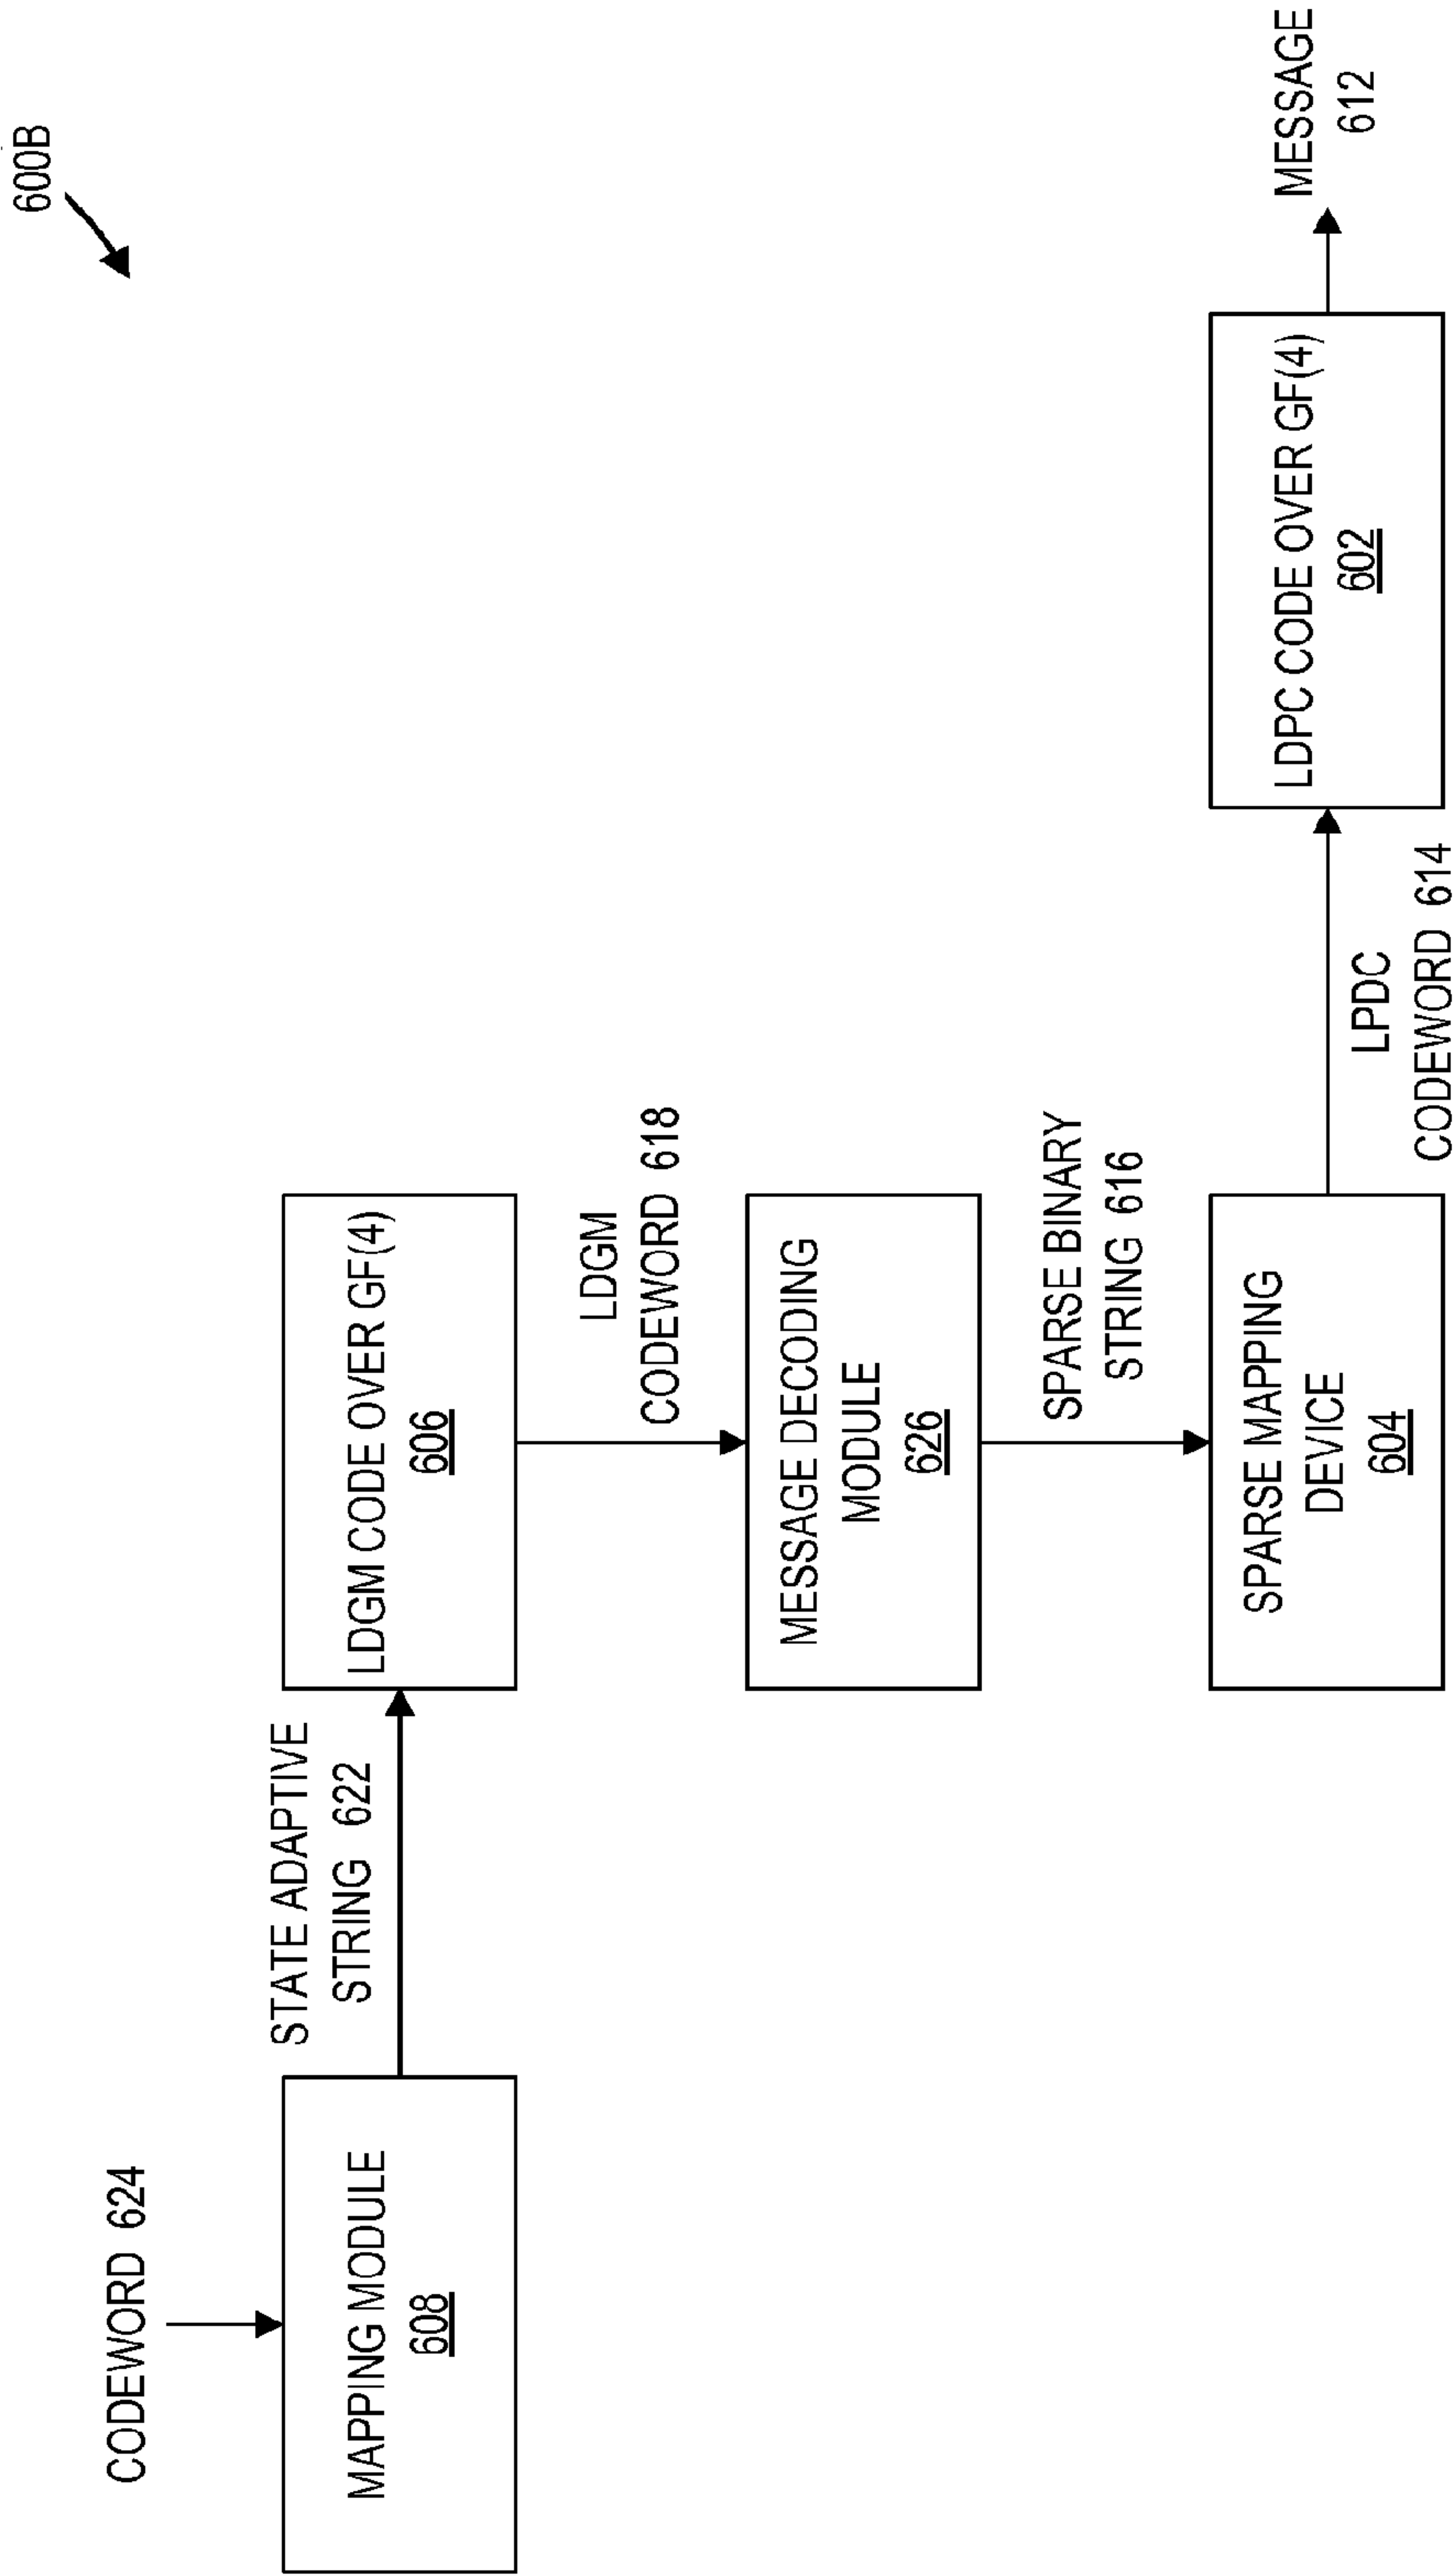 600B
CODEWORD 624
MAPPING MODULE
608
STATE ADAPTIVE
STRING 622
LDGM CODE OVER GF(4)
606
LDGM
CODEWORD 618
MESSAGE DECODING
MODULE
626
SPARSE BINARY
STRING 616
SPARSE MAPPING
DEVICE
604
LPDC
CODEWORD 614
LDPC CODE OVER GF(4)
602
MESSAGE
612